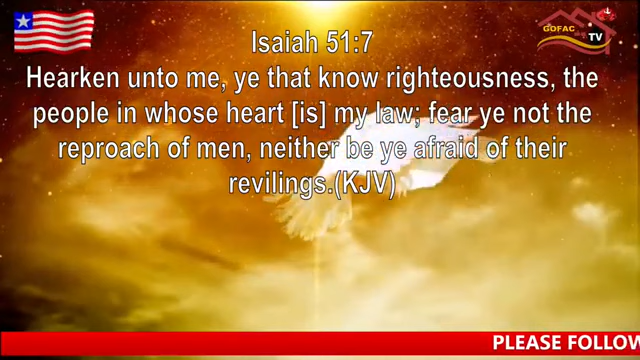 Isaiah 51:7
Hearken unto me, ye that know righteousness, the
people in whose heart [is] my law; fear ye not the
reproach of men, neither be ye afraid of their
revilings.(KJV)
GOFAC
TV
PLEASE FOLLOW